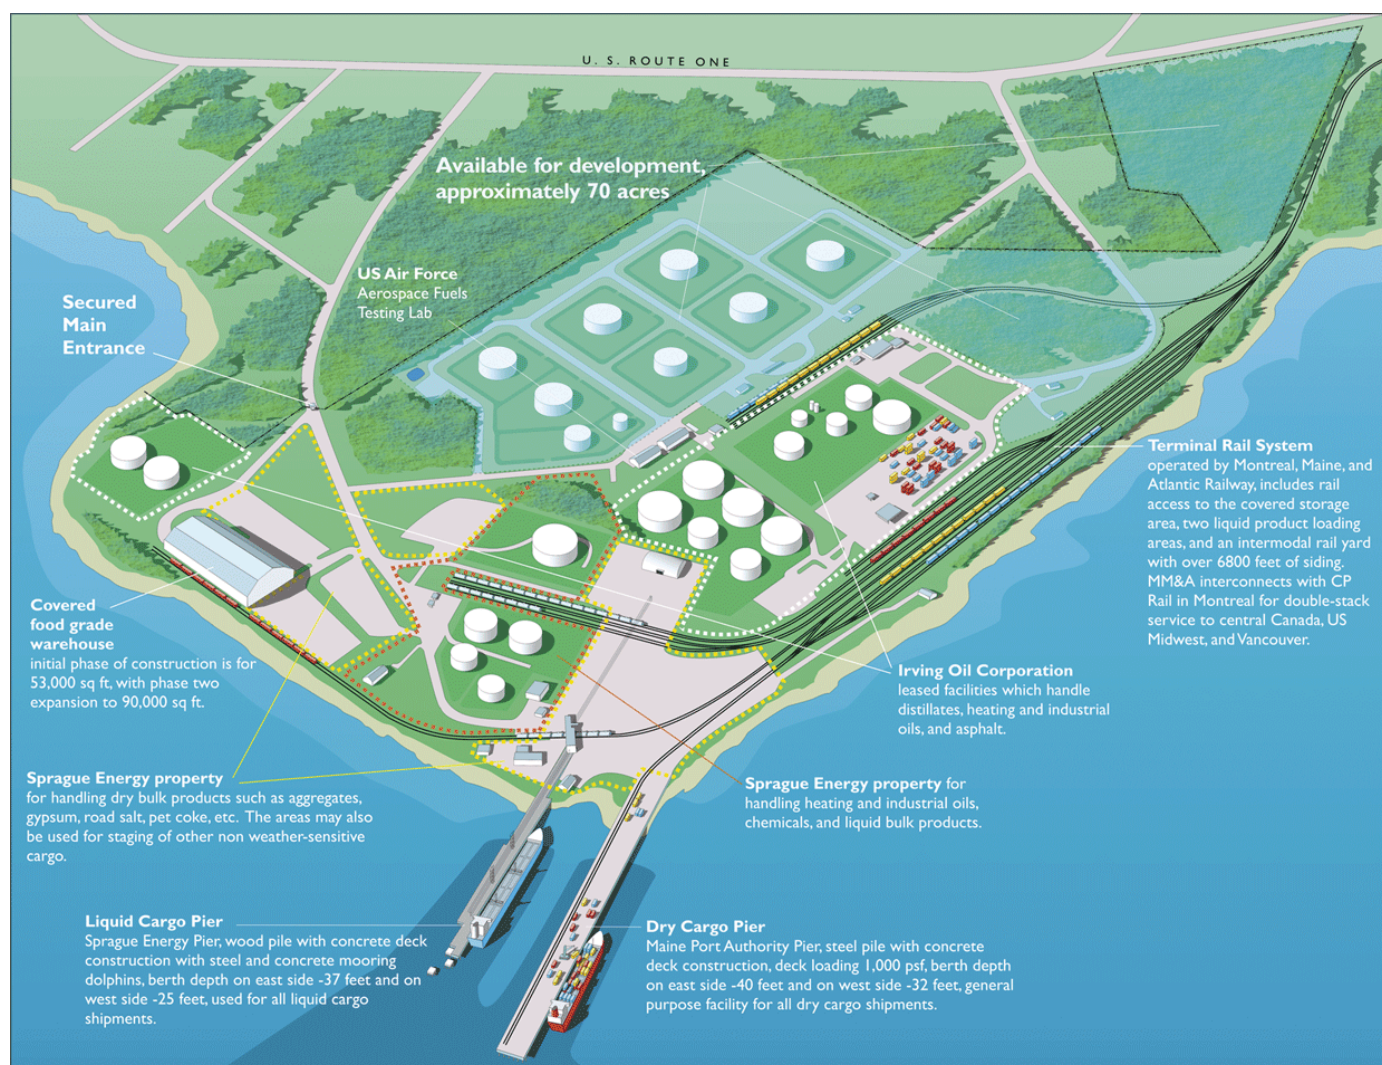 U. S. ROUTE ONE
Available for development,
approximately 70 acres
US Air Force
Aerospace Fuels
Testing Lab
Secured
Main
Entrance
Terminal Rail System
operated by Montreal, Maine, and
Atlantic Railway, includes rail
access to the covered storage
area, two liquid product loading
areas, and an intermodal rail yard
with over 6800 feet of siding.
MM&A interconnects with CP
Rail in Montreal for double-stack
service to central Canada, US
Midwest, and Vancouver.
Covered
food grade
warehouse
initial phase of construction is for
53,000 sq ft, with phase two
expansion to 90,000 sq ft.
Irving Oil Corporation
leased facilities which handle
distillates, heating and industrial
oils, and asphalt.
Sprague Energy property
for handling dry bulk products such as aggregates,
gypsum, road salt, pet coke, etc. The areas may also
be used for staging of other non weather-sensitive
cargo.
Sprague Energy property for
handling heating and industrial oils,
chemicals, and liquid bulk products.
Liquid Cargo Pier
Sprague Energy Pier, wood pile with concrete deck
construction with steel and concrete mooring
dolphins, berth depth on east side -37 feet and on
west side -25 feet, used for all liquid cargo
shipments.
Dry Cargo Pier
Maine Port Authority Pier, steel pile with concrete
deck construction, deck loading 1,000 psf, berth depth
on east side -40 feet and on west side -32 feet, general
purpose facility for all dry cargo shipments.